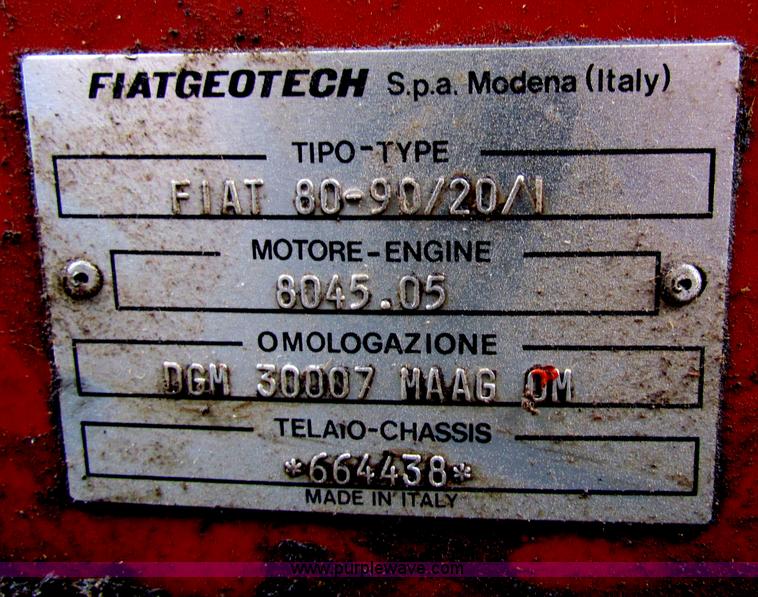 FIATGEOTECH S.p.a. Modena (Italy)
TIPO-TYPE
FIAT 80-90/20/1
MOTORE-ENGINE
8045.05
OMOLOGAZIONE
DGM 30007 MAAG OM
TELAIO-CHASSIS
*664438*
MADE IN ITALY
www.purplewave.com